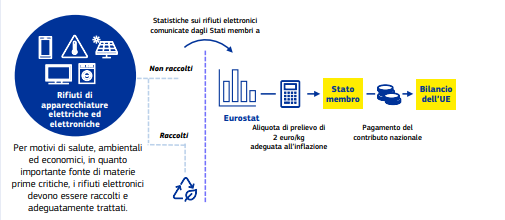 Statistiche sui rifiuti elettronici
comunicate dagli Stati membri a
Non raccolti
Rifiuti di
apparecchiature
elettriche ed
elettroniche
Stato
membro
Bilancio
dell'UE
Eurostat
Aliquota di prelievo di
2 euro/kg
adeguata all'inflazione
Pagamento del
contributo nazionale
Raccolti
Per motivi di salute, ambientali
ed economici, in quanto
importante fonte di materie
prime critiche, i rifiuti elettronici
devono essere raccolti e
adeguatamente trattati.